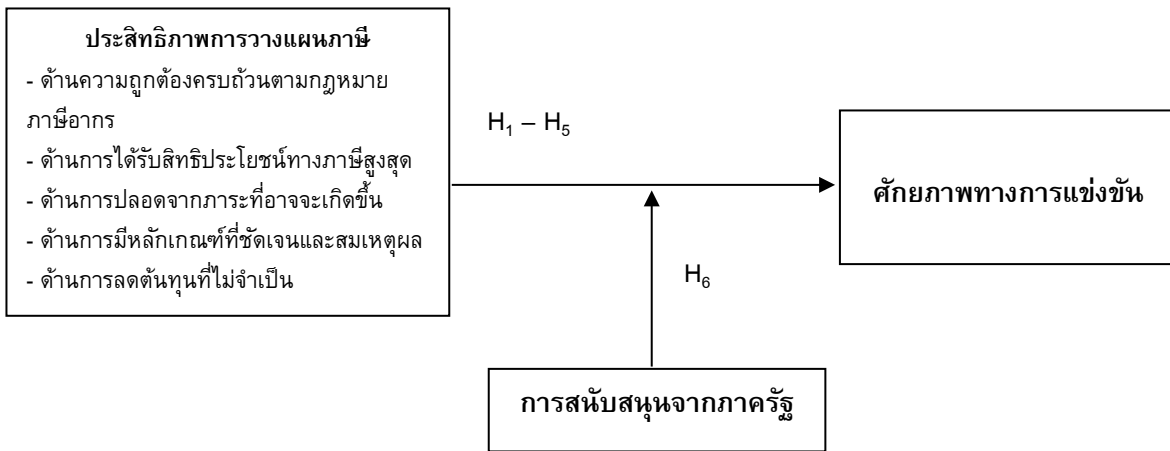 ประสิทธิภาพการวางแผนภาษี
- ด้านความถูกต้องครบถ้วนตามกฎหมาย
ภาษีอากร
- ด้านการได้รับสิทธิประโยชน์ทางภาษีสูงสุด
- ด้านการปลอดจากภาระที่อาจจะเกิดขึ้น
- ด้านการมีหลักเกณฑ์ที่ชัดเจนและสมเหตุผล
- ด้านการลดต้นทุนที่ไม่จำเป็น
H₁ – H₅
ศักยภาพทางการแข่งขัน
H₆
การสนับสนุนจากภาครัฐ